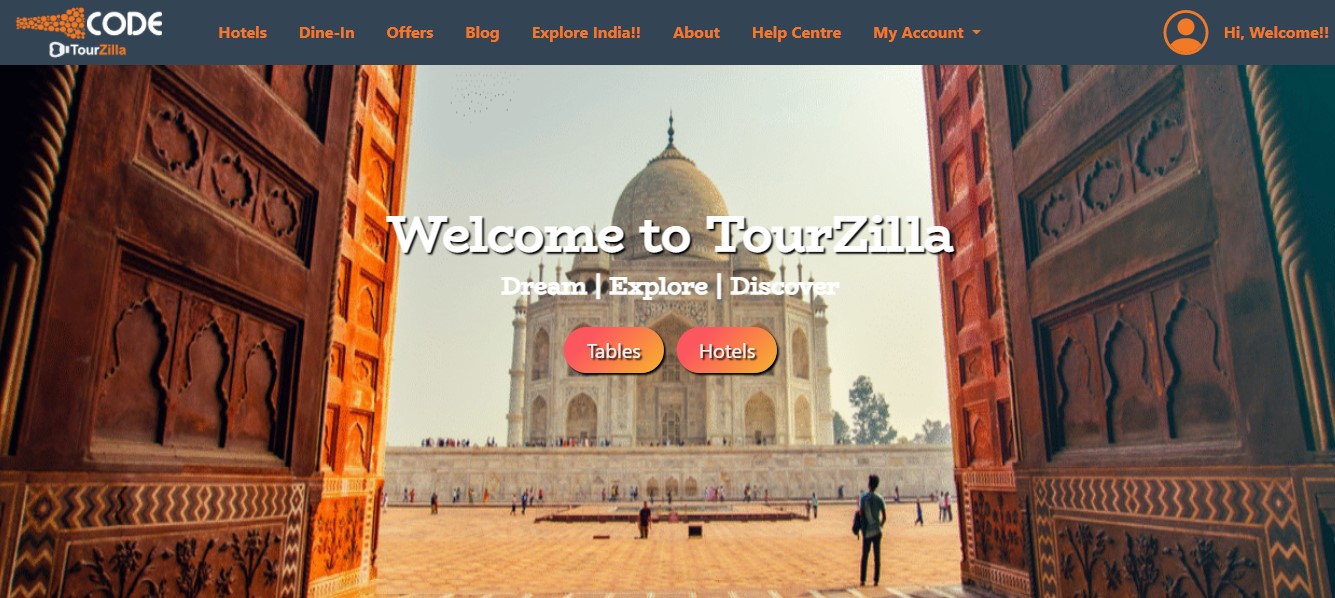 CODE
TourZilla
Hotels Dine-In Offers Blog Explore India!! About Help Centre My Account Hi, Welcome!!
Welcome to TourZilla
Dream | Explore | Discover
Tables Hotels